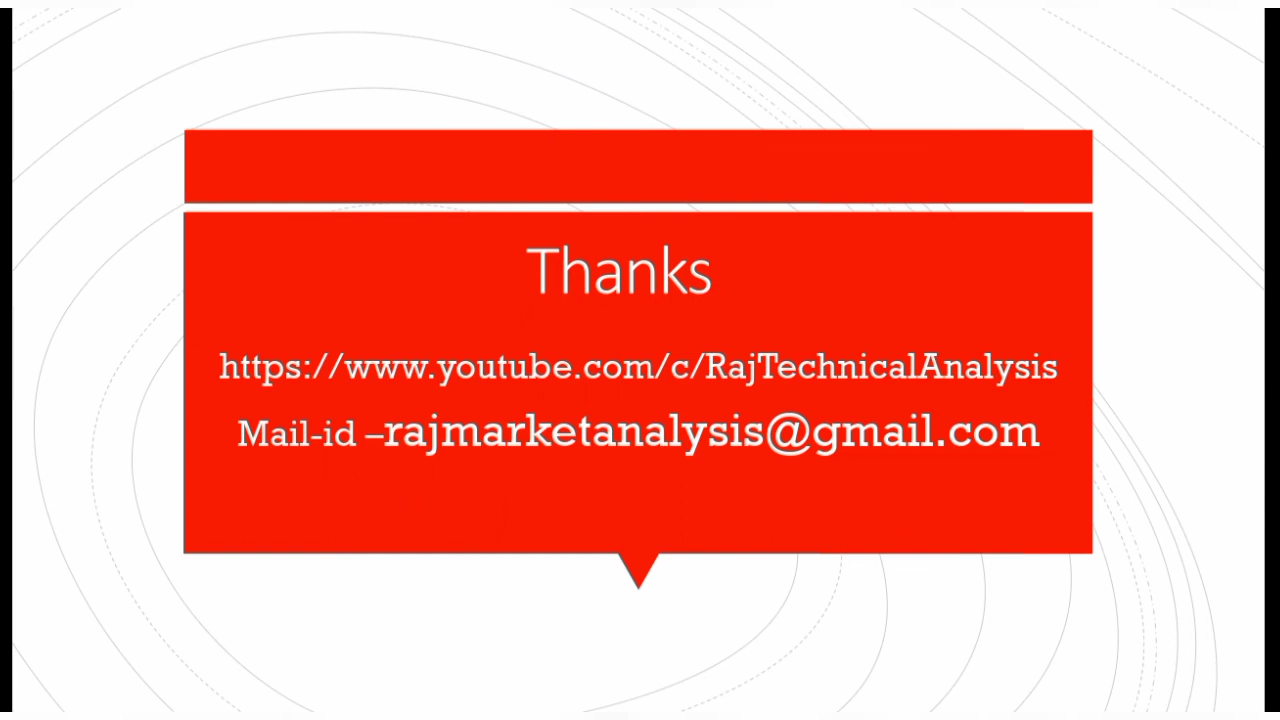 Thanks
https://www.youtube.com/c/RajTechnicalAnalysis
Mail-id –rajmarketanalysis@gmail.com